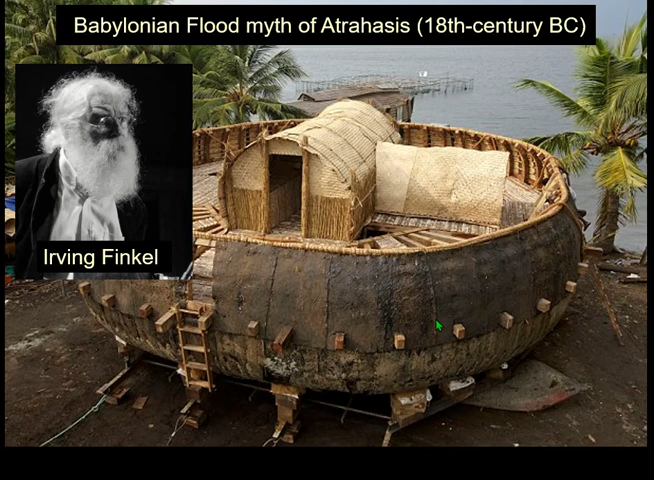 Babylonian Flood myth of Atrahasis (18th-century BC)
Irving Finkel